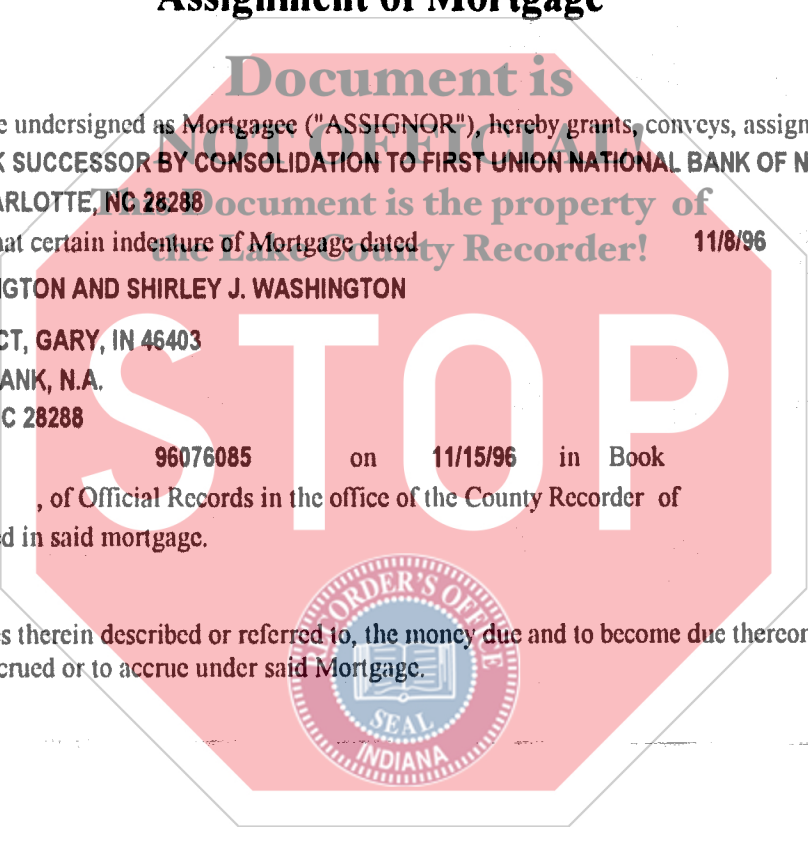 Assignment of Mortgage
Document is
e undersigned as Mortgagee ("ASSIGNOR"), hereby grants, conveys, assign
NOT OFFICIAL!
K SUCCESSOR BY CONSOLIDATION TO FIRST UNION NATIONAL BANK OF N
ARLOTTE, NC 28288
This Document is the property of
hat certain indenture of Mortgage dated 11/8/96
the Lake County Recorder!
GTON AND SHIRLEY J. WASHINGTON
CT, GARY, IN 46403
ANK, N.A.
C 28288
STOP
96076085 on 11/15/96 in Book
, of Official Records in the office of the County Recorder of
ed in said mortgage.
RECORDER'S OFFICE
s therein described or referred to, the money due and to become due thereon
crued or to accrue under said Mortgage.
SEAL
INDIANA